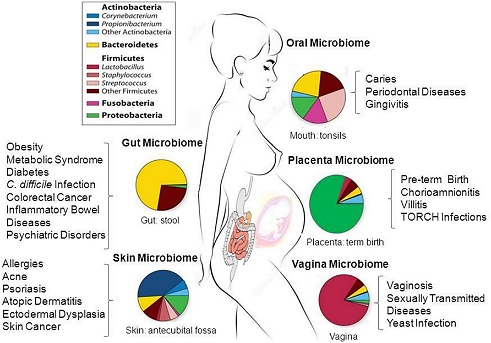 Actinobacteria
Corynebacterium
Propionibacterium
Other Actinobacteria
Bacteroidetes
Firmicutes
Lactobacillus
Staphylococcus
Streptococcus
Other Firmicutes
Fusobacteria
Proteobacteria
Oral Microbiome
Mouth: tonsils
Caries
Periodontal Diseases
Gingivitis
Obesity
Metabolic Syndrome
Diabetes
C. difficile Infection
Colorectal Cancer
Inflammatory Bowel
Diseases
Psychiatric Disorders
Gut Microbiome
Gut: stool
Placenta Microbiome
Placenta: term birth
Pre-term Birth
Chorioamnionitis
Villitis
TORCH Infections
Allergies
Acne
Psoriasis
Atopic Dermatitis
Ectodermal Dysplasia
Skin Cancer
Skin Microbiome
Skin: antecubital fossa
Vagina Microbiome
Vagina
Vaginosis
Sexually Transmitted
Diseases
Yeast Infection